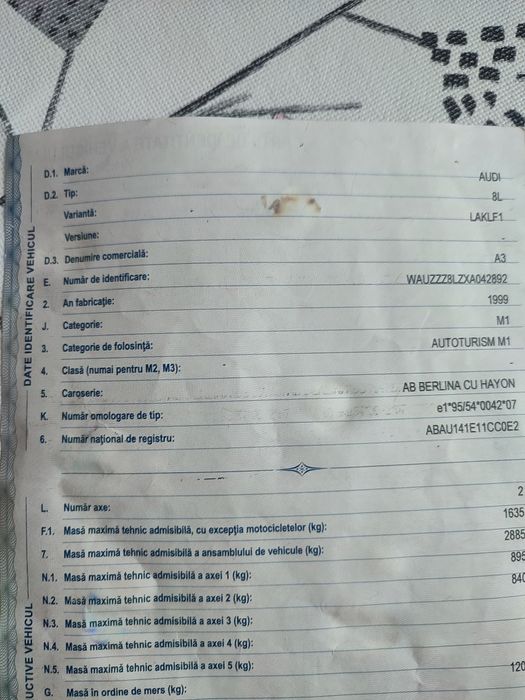 D.1. Marcă: AUDI
D.2. Tip: 8L
Variantă: LAKLF1
Versiune:
D.3. Denumire comercială: A3
E. Număr de identificare: WAUZZZ8LZXA042892
2. An fabricație: 1999
J. Categorie: M1
3. Categorie de folosință: AUTOTURISM M1
4. Clasă (numai pentru M2, M3):
5. Caroserie: AB BERLINA CU HAYON
K. Număr omologare de tip: e1*95/54*0042*07
6. Număr național de registru: ABAU141E11CC0E2
DATE IDENTIFICARE VEHICUL
L. Număr axe: 2
F.1. Masă maximă tehnic admisibilă, cu excepția motocicletelor (kg): 1635
7. Masă maximă tehnic admisibilă a ansamblului de vehicule (kg): 2885
N.1. Masă maximă tehnic admisibilă a axei 1 (kg): 895
N.2. Masă maximă tehnic admisibilă a axei 2 (kg): 840
N.3. Masă maximă tehnic admisibilă a axei 3 (kg):
N.4. Masă maximă tehnic admisibilă a axei 4 (kg):
N.5. Masă maximă tehnic admisibilă a axei 5 (kg):
G. Masă în ordine de mers (kg): 120
UCTIVE VEHICUL